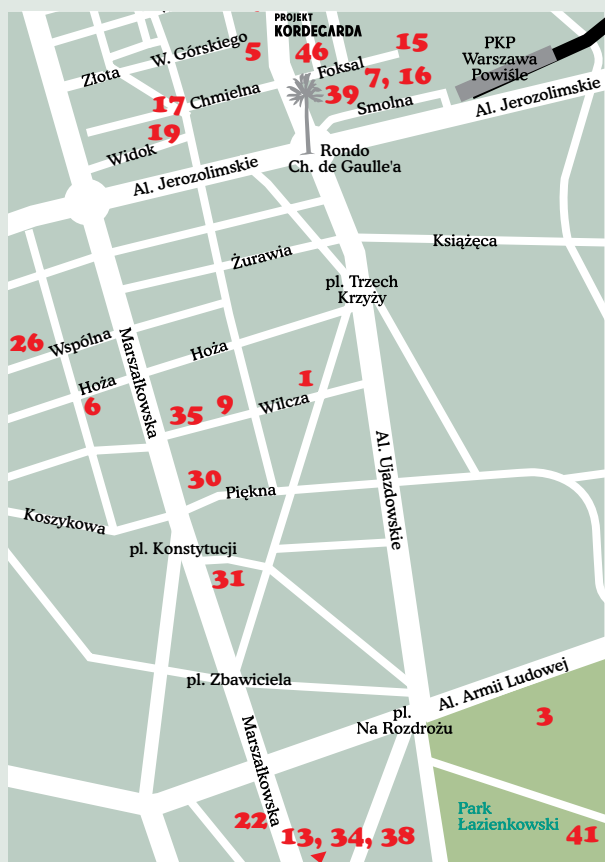 PROJEKT
KORDEGARDA
W. Górskiego
5
46
15
Foksal
PKP
Warszawa
Powiśle
Złota
7, 16
17
Chmielna
39
Smolna
Al. Jerozolimskie
19
Widok
Rondo
Ch. de Gaulle'a
Al. Jerozolimskie
Książęca
Żurawia
pl. Trzech
Krzyży
26
Wspólna
Marszałkowska
Hoża
Hoża
6
1
35
9
Wilcza
Al. Ujazdowskie
30
Piękna
Koszykowa
pl. Konstytucji
31
pl. Zbawiciela
Al. Armii Ludowej
3
pl.
Na Rozdrożu
Marszałkowska
Park
Łazienkowski
41
22
13, 34, 38